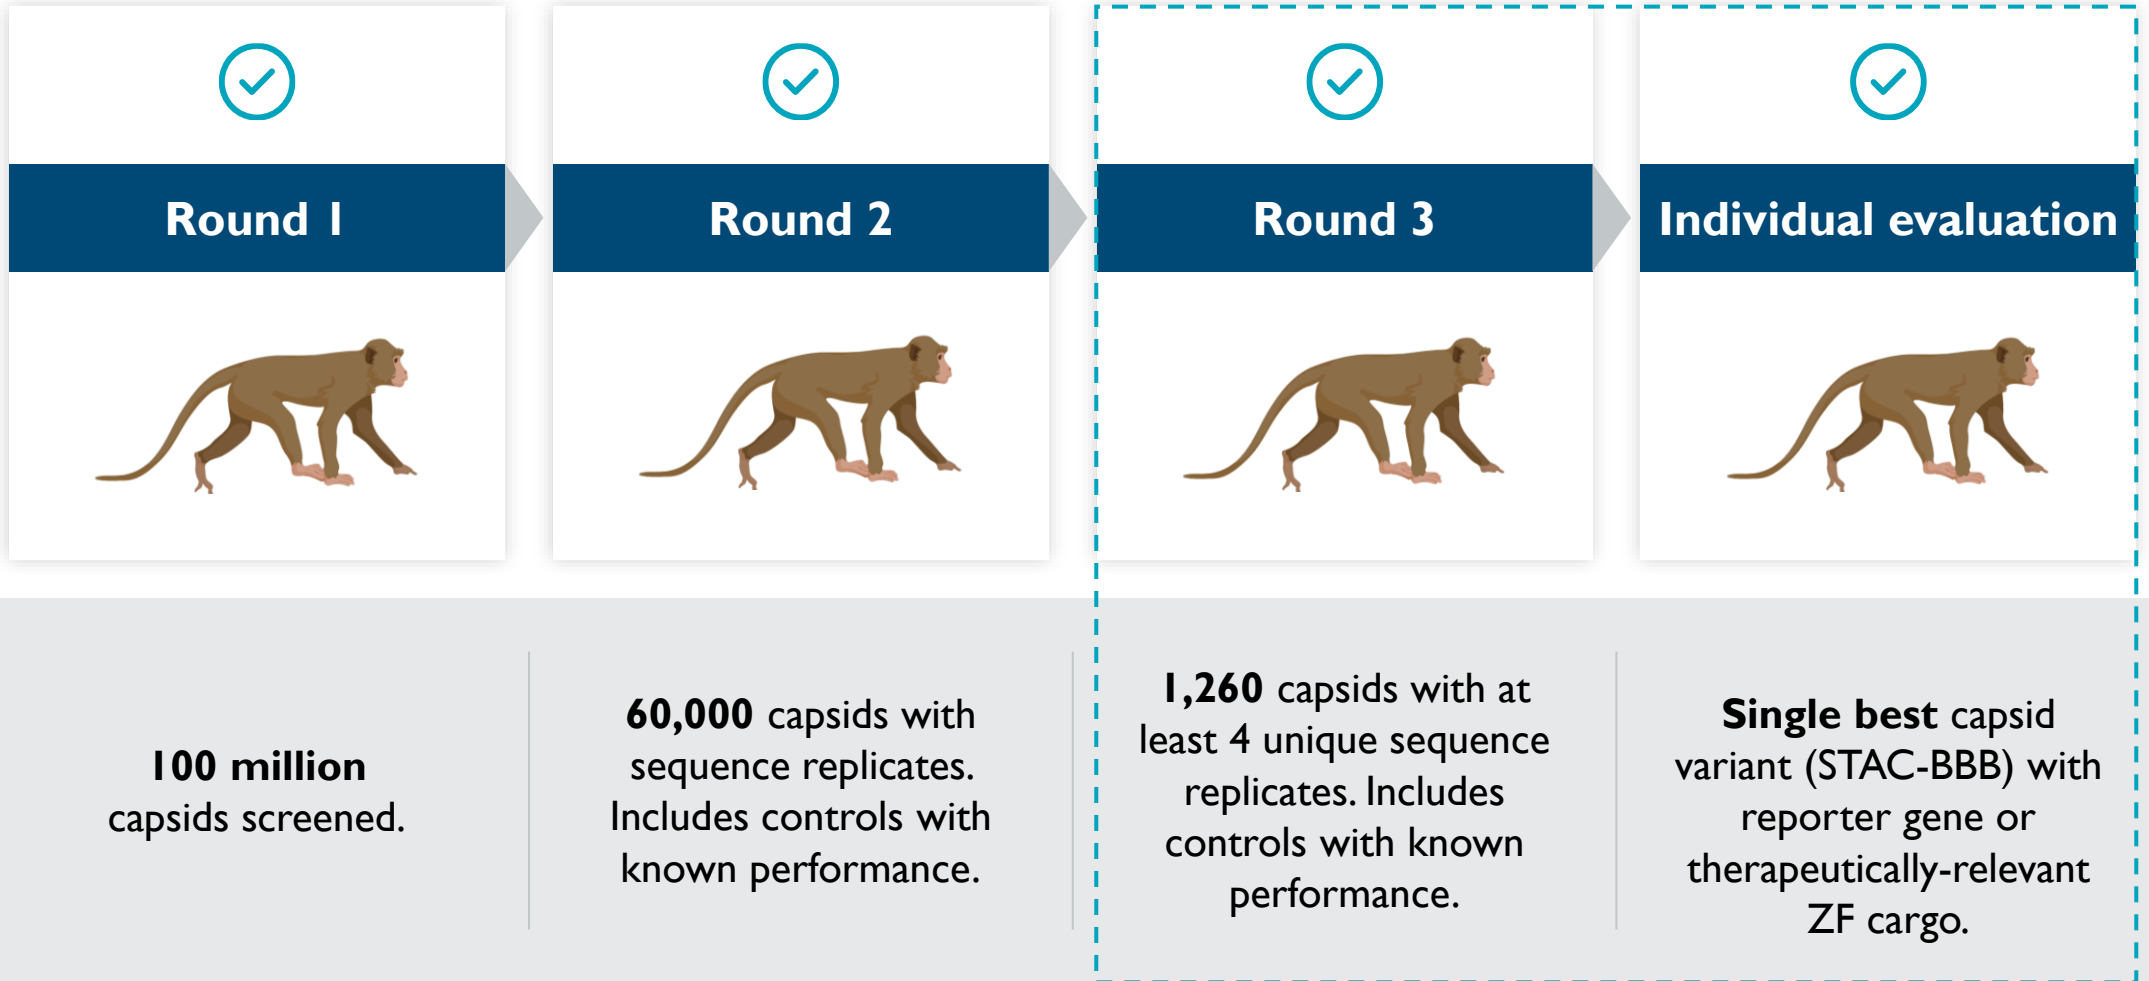 Round 1
Round 2
Round 3
Individual evaluation
100 million
capsids screened.
60,000 capsids with
sequence replicates.
Includes controls with
known performance.
1,260 capsids with at
least 4 unique sequence
replicates. Includes
controls with known
performance.
Single best capsid
variant (STAC-BBB) with
reporter gene or
therapeutically-relevant
ZF cargo.